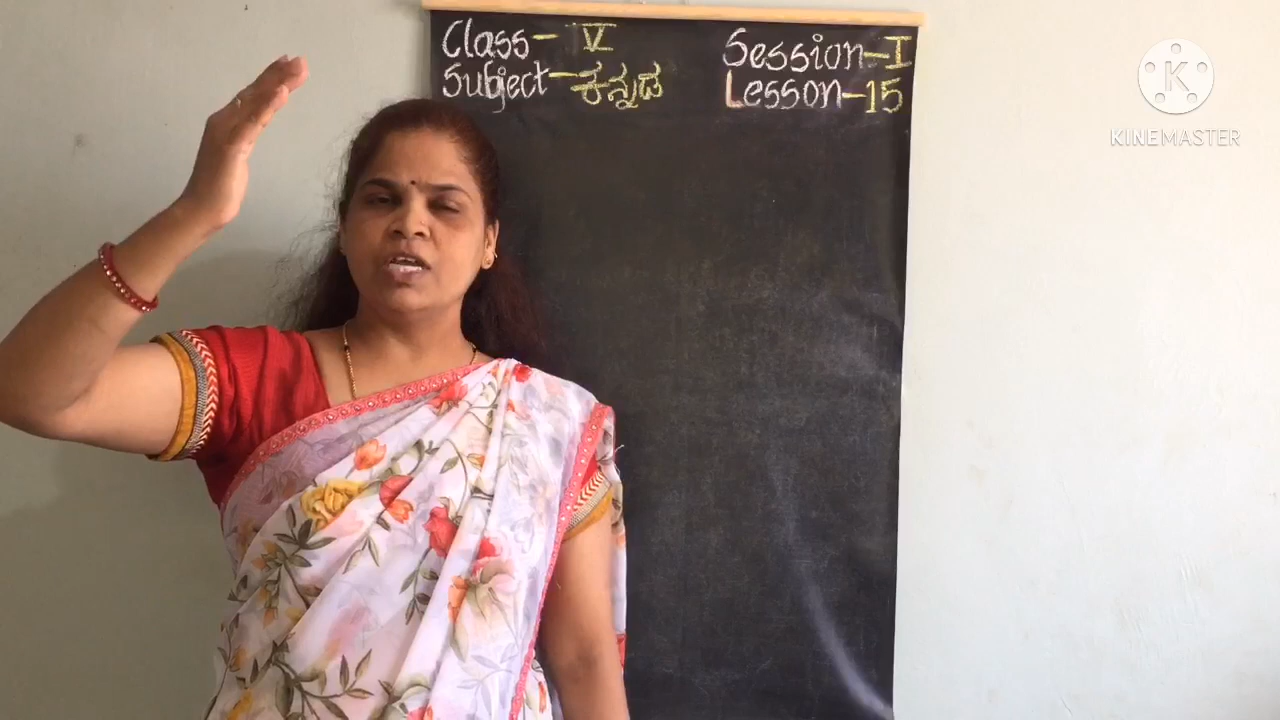 Class- IV
Subject-ಕನ್ನಡ
Session-I
Lesson-15
K
KINEMASTER